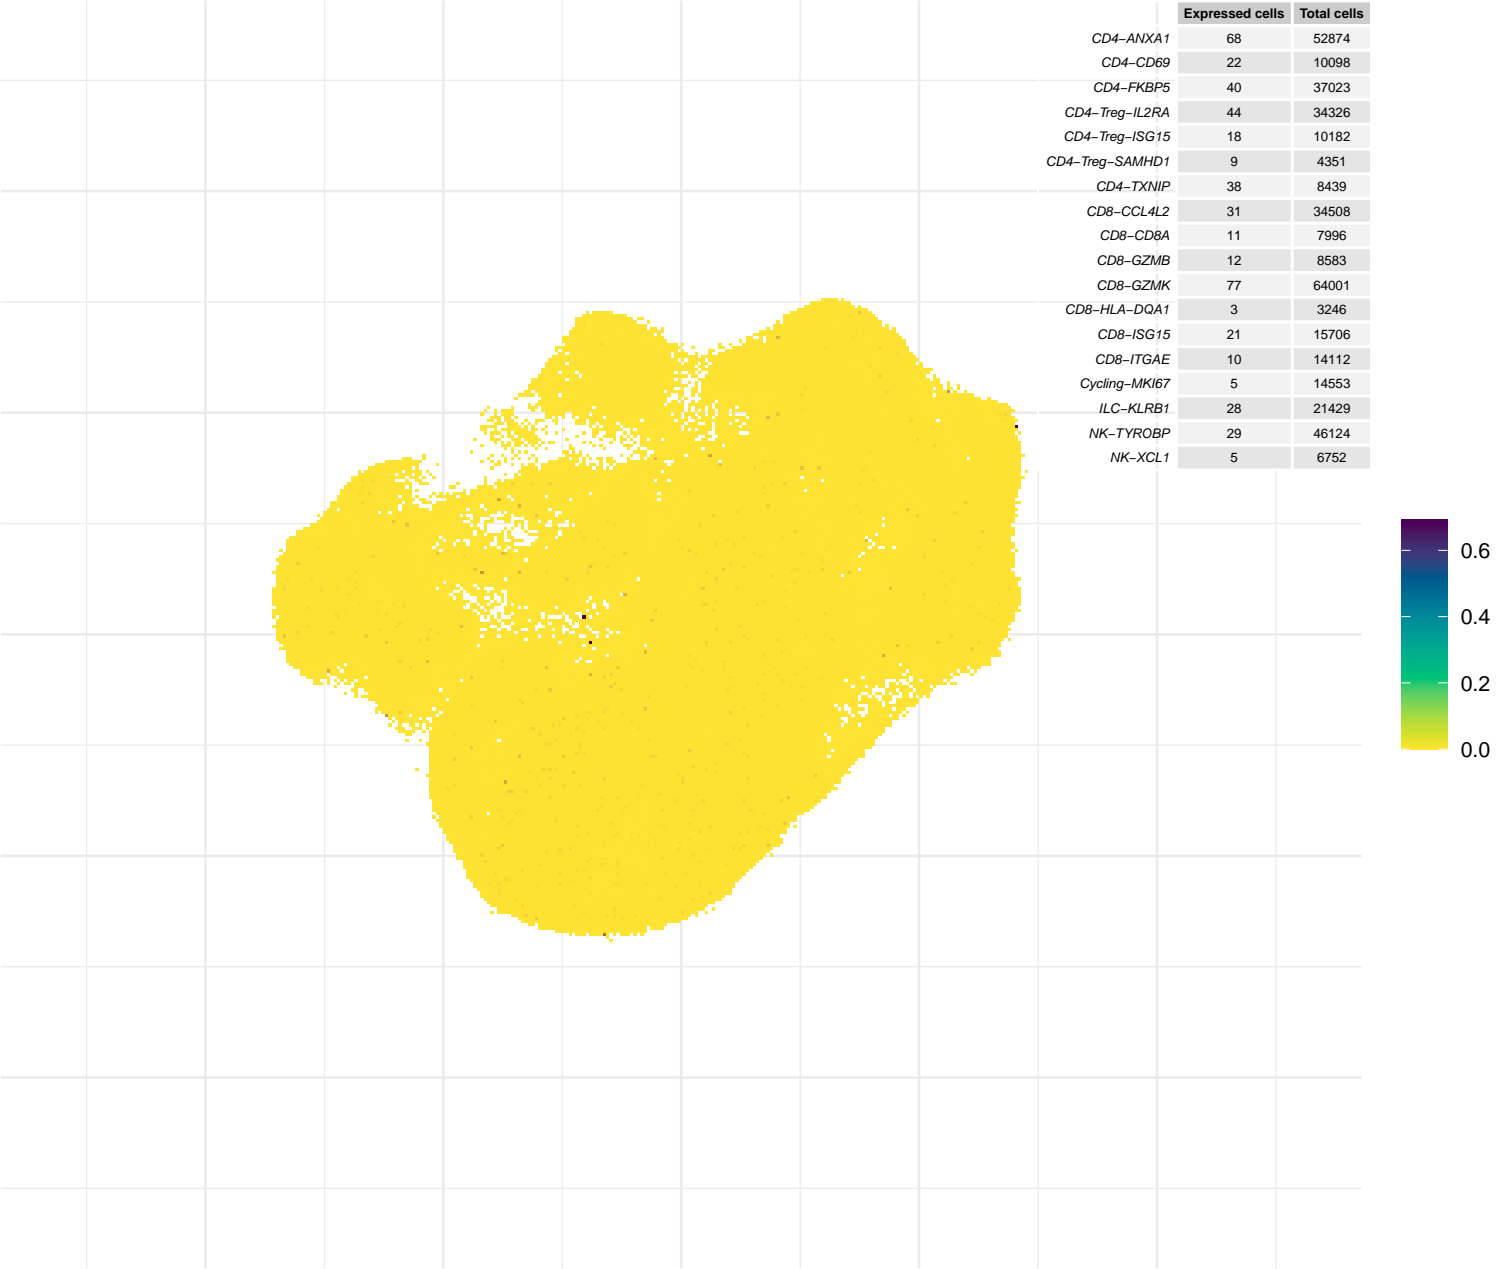 Expressed cells Total cells
CD4−ANXA1 68 52874
CD4−CD69 22 10098
CD4−FKBP5 40 37023
CD4−Treg−IL2RA 44 34326
CD4−Treg−ISG15 18 10182
CD4−Treg−SAMHD1 9 4351
CD4−TXNIP 38 8439
CD8−CCL4L2 31 34508
CD8−CD8A 11 7996
CD8−GZMB 12 8583
CD8−GZMK 77 64001
CD8−HLA−DQA1 3 3246
CD8−ISG15 21 15706
CD8−ITGAE 10 14112
Cycling−MKI67 5 14553
ILC−KLRB1 28 21429
NK−TYROBP 29 46124
NK−XCL1 5 6752
0.6
0.4
0.2
0.0